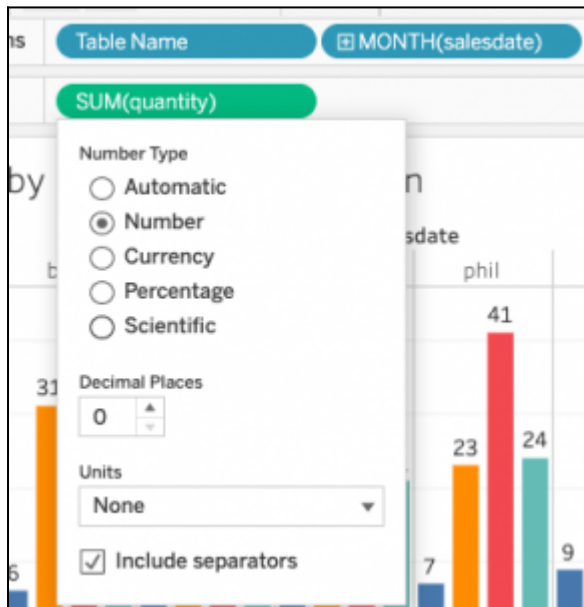 ns Table Name MONTH(salesdate)
SUM(quantity)
Number Type
by n
Automatic
Number
sdate
Currency
b phil
Percentage
Scientific
41
Decimal Places
31
0
24
23
Units
None
Include separators
7
9
6